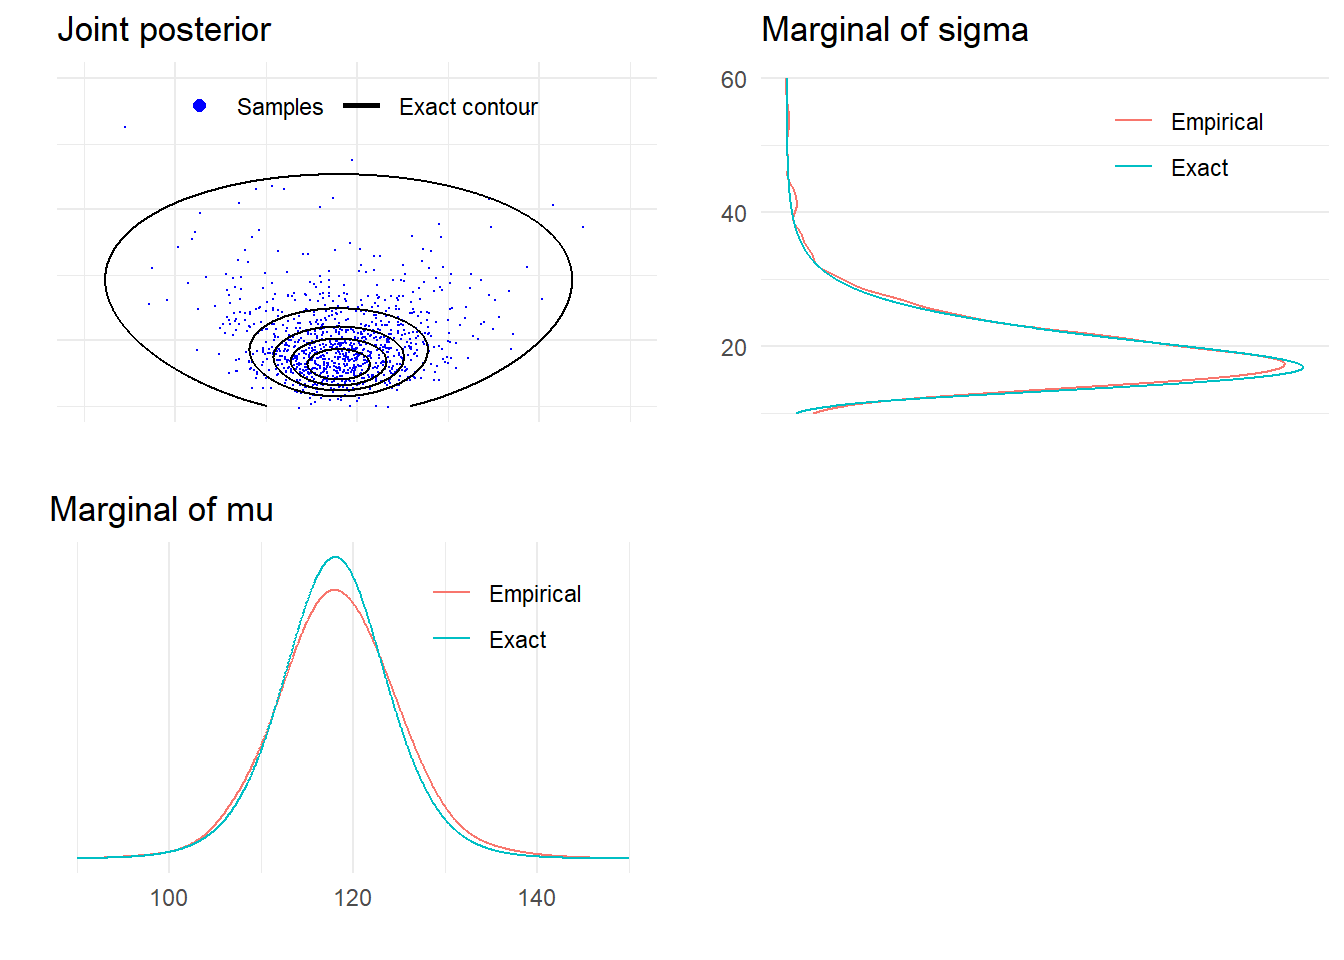 Joint posterior
Samples
Exact contour
Marginal of sigma
60
40
20
Empirical
Exact
Marginal of mu
Empirical
Exact
100
120
140